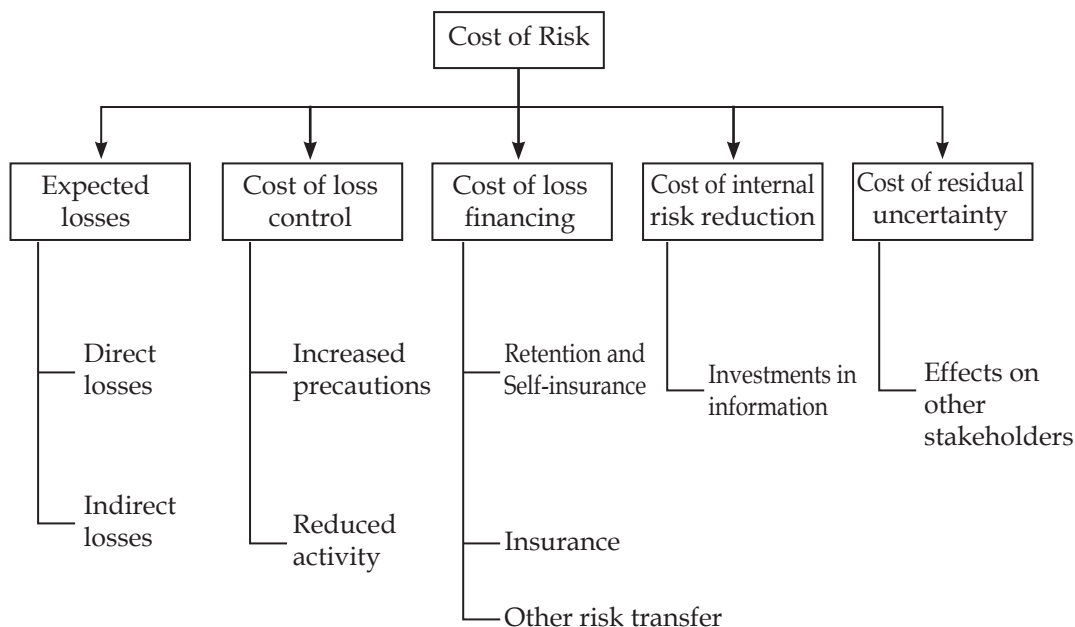 Cost of Risk
Expected
losses
Cost of loss
control
Cost of loss
financing
Cost of internal
risk reduction
Cost of residual
uncertainty
Direct
losses
Indirect
losses
Increased
precautions
Reduced
activity
Retention and
Self-insurance
Insurance
Other risk transfer
Investments in
information
Effects on
other
stakeholders